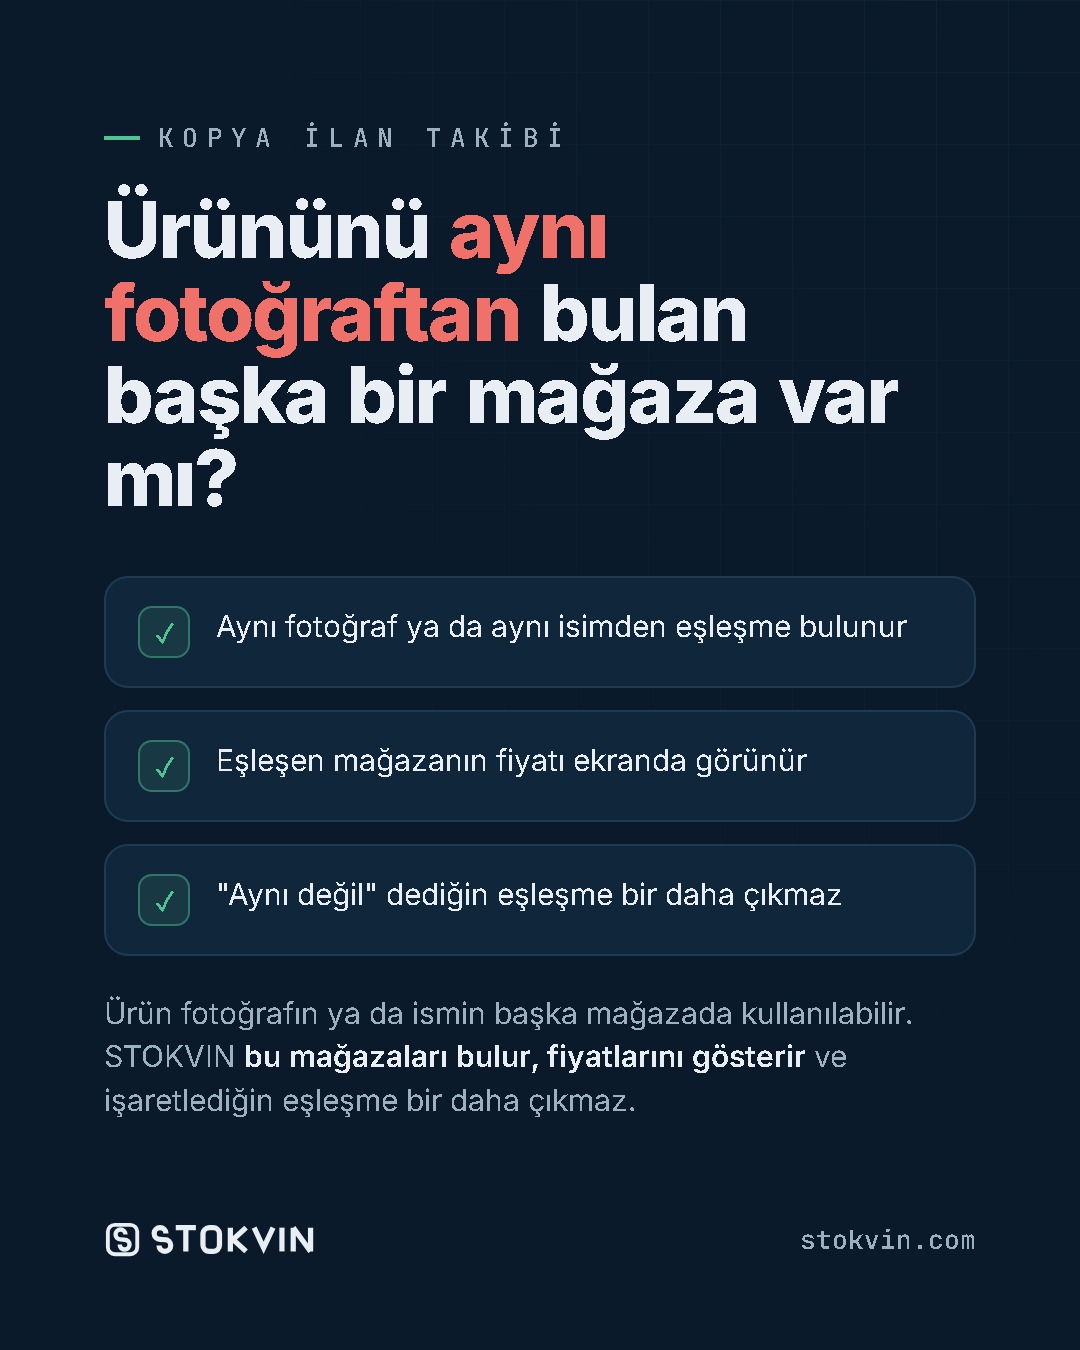 KOPYA İLAN TAKİBİ
Ürününü aynı
fotoğraftan bulan
başka bir mağaza var
mı?
Aynı fotoğraf ya da aynı isimden eşleşme bulunur
Eşleşen mağazanın fiyatı ekranda görünür
"Aynı değil" dediğin eşleşme bir daha çıkmaz
Ürün fotoğrafın ya da ismin başka mağazada kullanılabilir.
STOKVIN bu mağazaları bulur, fiyatlarını gösterir ve
işaretlediğin eşleşme bir daha çıkmaz.
STOKVIN
stokvin.com